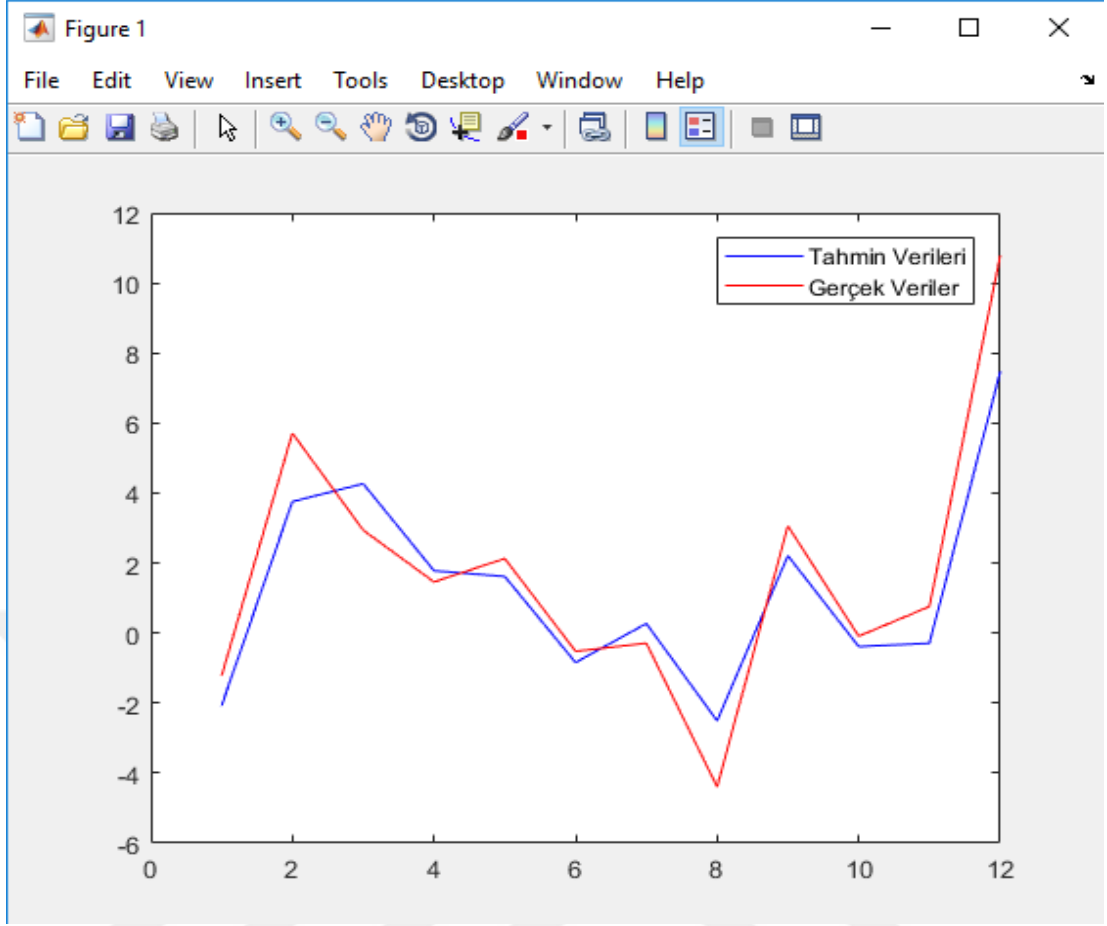 Figure 1
File Edit View Insert Tools Desktop Window Help
12
10
8
6
4
2
0
-2
-4
-6
Tahmin Verileri
Gerçek Veriler
0 2 4 6 8 10 12